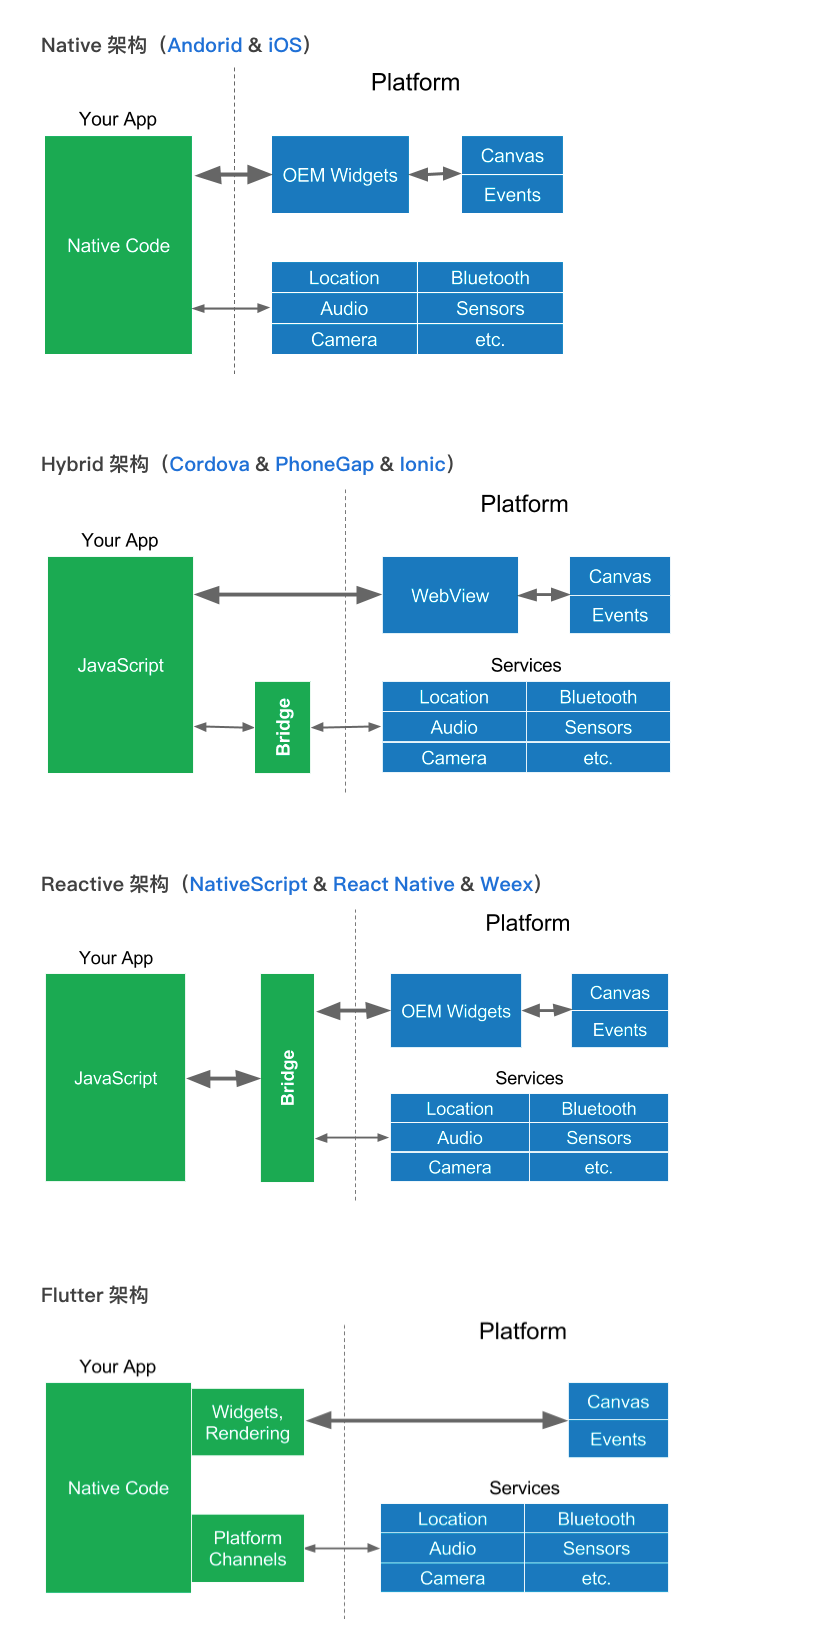 Native 架构（Andorid & iOS）
Platform
Your App
Native Code
OEM Widgets
Canvas
Events
Location
Bluetooth
Audio
Sensors
Camera
etc.
Hybrid 架构（Cordova & PhoneGap & Ionic）
Platform
Your App
JavaScript
WebView
Canvas
Events
Bridge
Services
Location
Bluetooth
Audio
Sensors
Camera
etc.
Reactive 架构（NativeScript & React Native & Weex）
Platform
Your App
JavaScript
Bridge
OEM Widgets
Canvas
Events
Services
Location
Bluetooth
Audio
Sensors
Camera
etc.
Flutter 架构
Platform
Your App
Native Code
Widgets,
Rendering
Canvas
Events
Platform
Channels
Services
Location
Bluetooth
Audio
Sensors
Camera
etc.